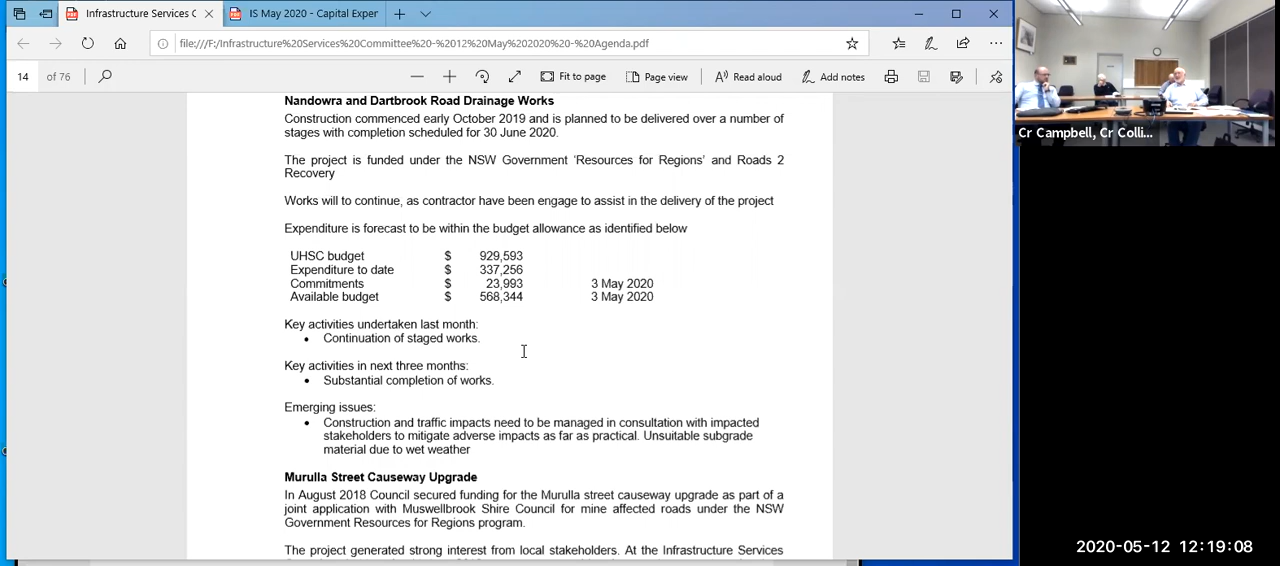 Infrastructure Services C
IS May 2020 - Capital Exper
file:///F:/Infrastructure%20Services%20Committee%20-%2012%20May%202020%20-%20Agenda.pdf
14 of 76
Fit to page
Page view
Read aloud
Add notes
Nandowra and Dartbrook Road Drainage Works
Construction commenced early October 2019 and is planned to be delivered over a number of
stages with completion scheduled for 30 June 2020.
The project is funded under the NSW Government 'Resources for Regions' and Roads 2
Recovery
Works will to continue, as contractor have been engage to assist in the delivery of the project
Expenditure is forecast to be within the budget allowance as identified below
UHSC budget $ 929,593
Expenditure to date $ 337,256
Commitments $ 23,993 3 May 2020
Available budget $ 568,344 3 May 2020
Key activities undertaken last month:
• Continuation of staged works.
Key activities in next three months:
• Substantial completion of works.
Emerging issues:
• Construction and traffic impacts need to be managed in consultation with impacted
stakeholders to mitigate adverse impacts as far as practical. Unsuitable subgrade
material due to wet weather
Murulla Street Causeway Upgrade
In August 2018 Council secured funding for the Murulla street causeway upgrade as part of a
joint application with Muswellbrook Shire Council for mine affected roads under the NSW
Government Resources for Regions program.
The project generated strong interest from local stakeholders. At the Infrastructure Services
Cr Campbell, Cr Colli...
2020-05-12 12:19:08